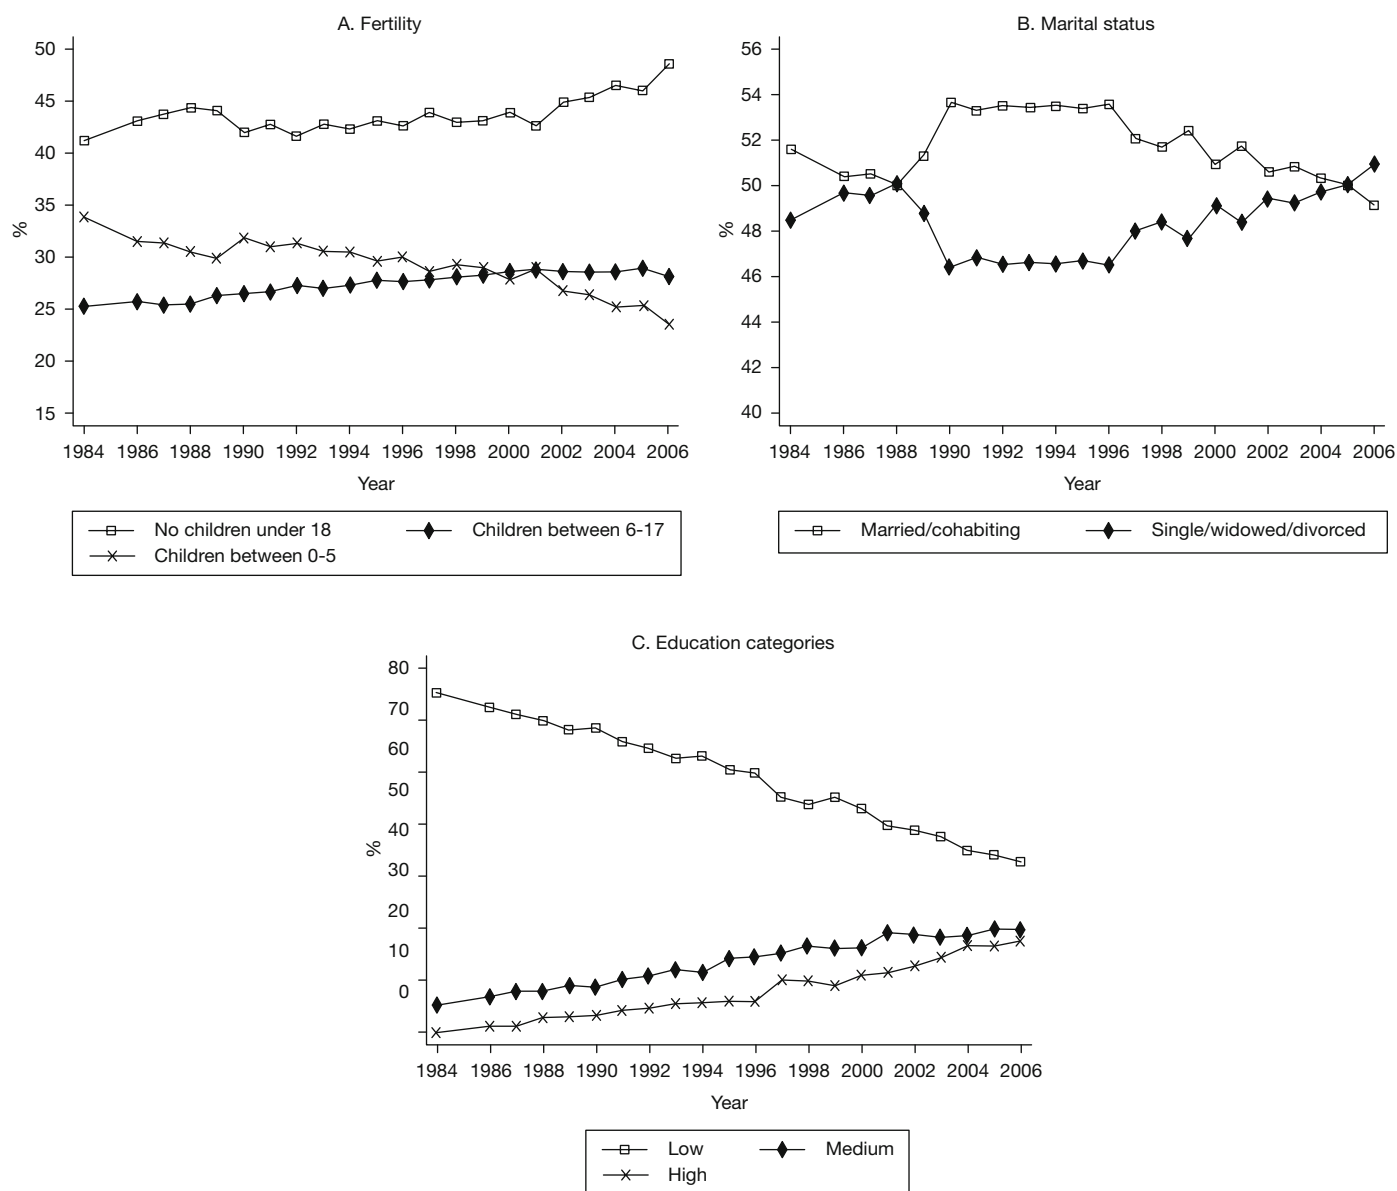 A. Fertility
50
45
40
35
30
25
20
15
%
1984 1986 1988 1990 1992 1994 1996 1998 2000 2002 2004 2006
Year
No children under 18 Children between 6-17
Children between 0-5
B. Marital status
56
54
52
50
48
46
44
42
40
%
1984 1986 1988 1990 1992 1994 1996 1998 2000 2002 2004 2006
Year
Married/cohabiting Single/widowed/divorced
C. Education categories
80
70
60
50
40
30
20
10
0
%
1984 1986 1988 1990 1992 1994 1996 1998 2000 2002 2004 2006
Year
Low Medium
High